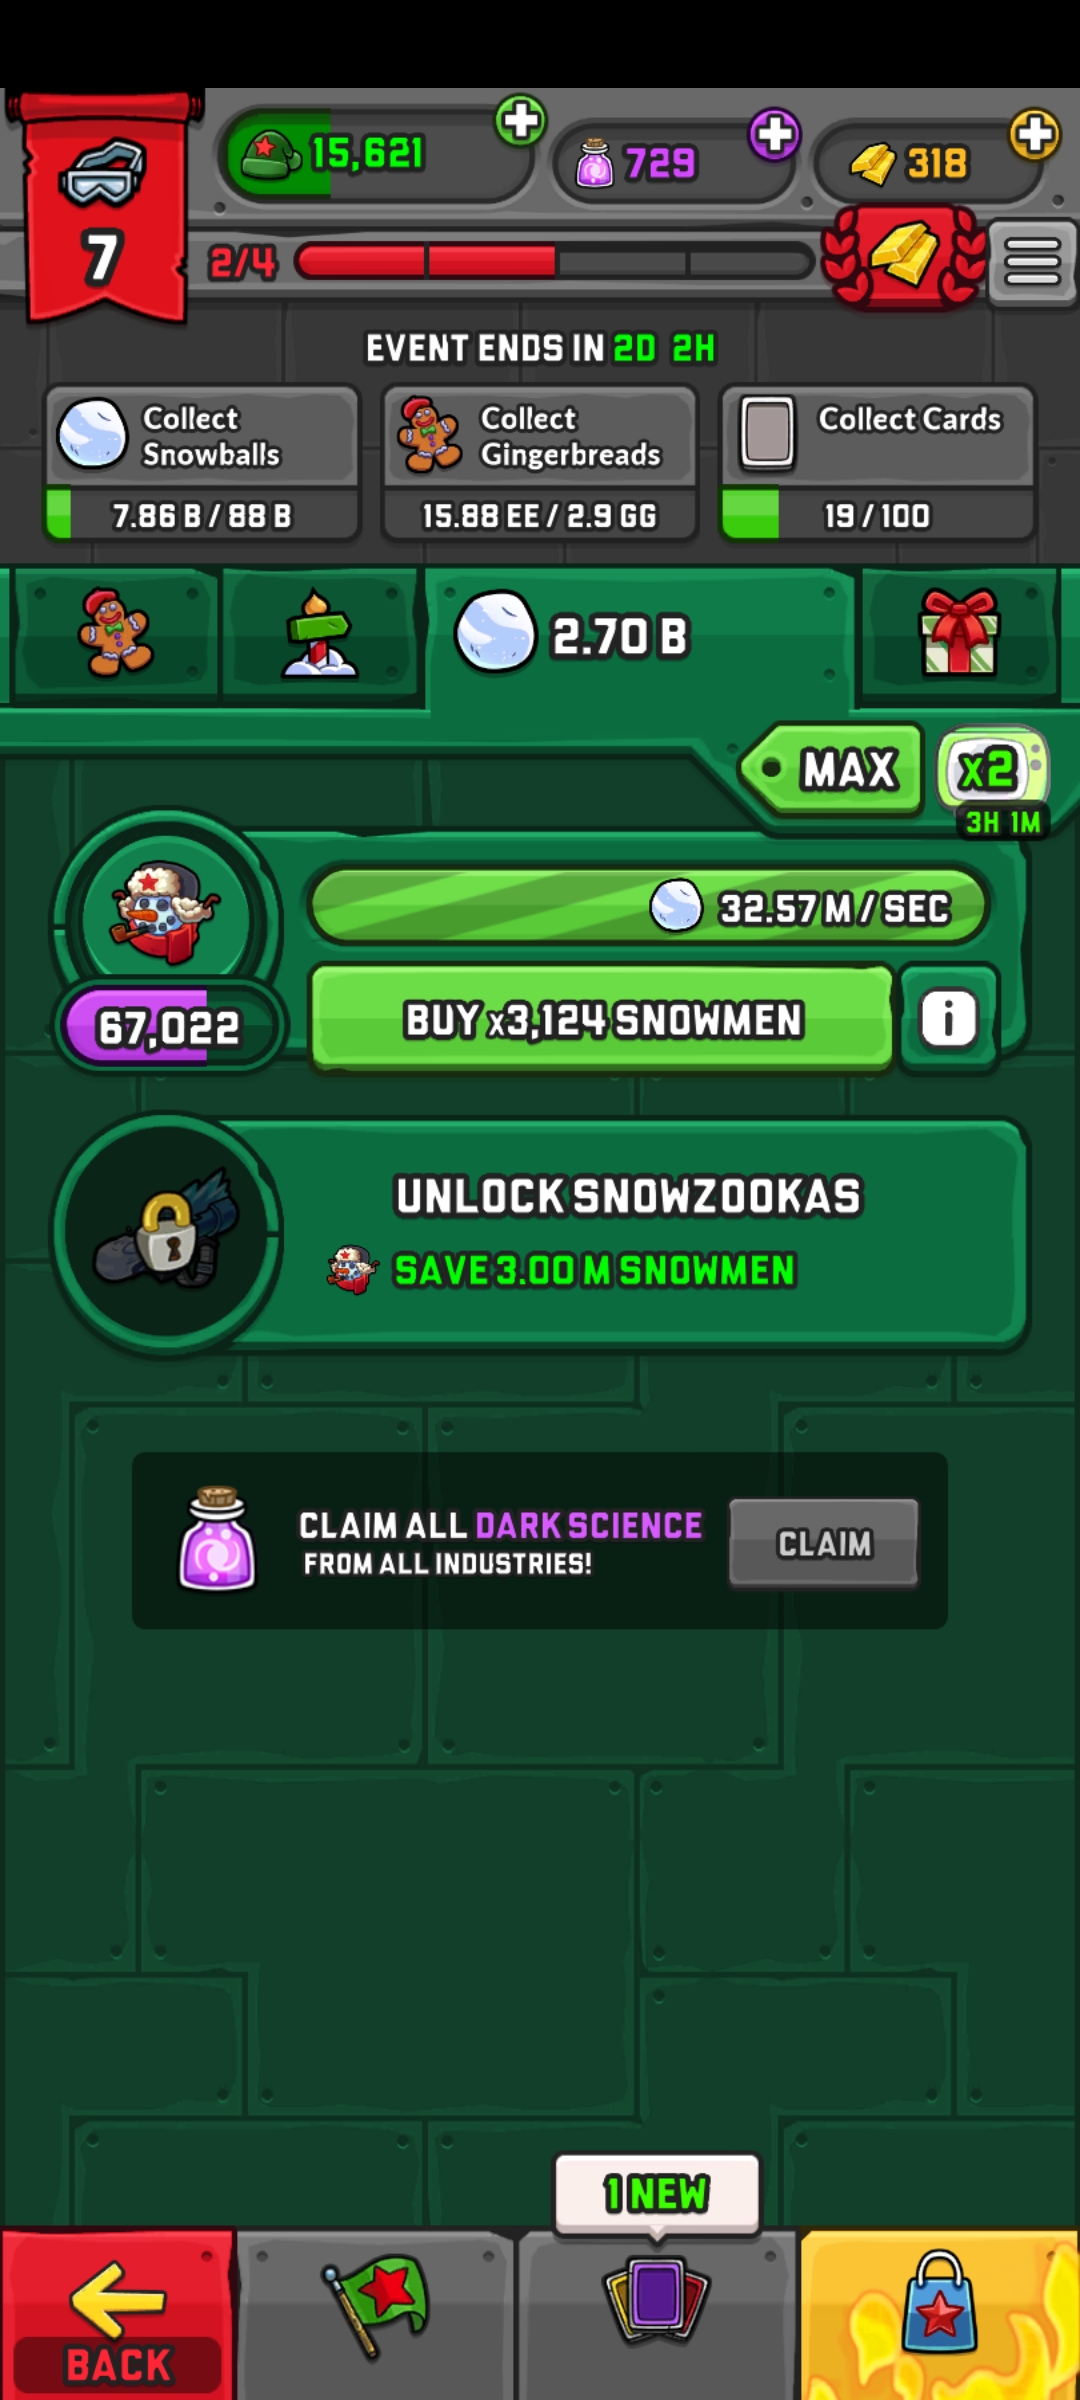 15,621
729
318
7
2/4
EVENT ENDS IN 2D 2H
Collect
Snowballs
7.86 B / 88 B
Collect
Gingerbreads
15.88 EE / 2.9 GG
Collect Cards
19 / 100
2.70 B
MAX
x2
3H 1M
32.57 M / SEC
67,022
BUY x3,124 SNOWMEN
i
UNLOCK SNOWZOOKAS
SAVE 3.00 M SNOWMEN
CLAIM ALL DARK SCIENCE
FROM ALL INDUSTRIES!
CLAIM
1 NEW
BACK